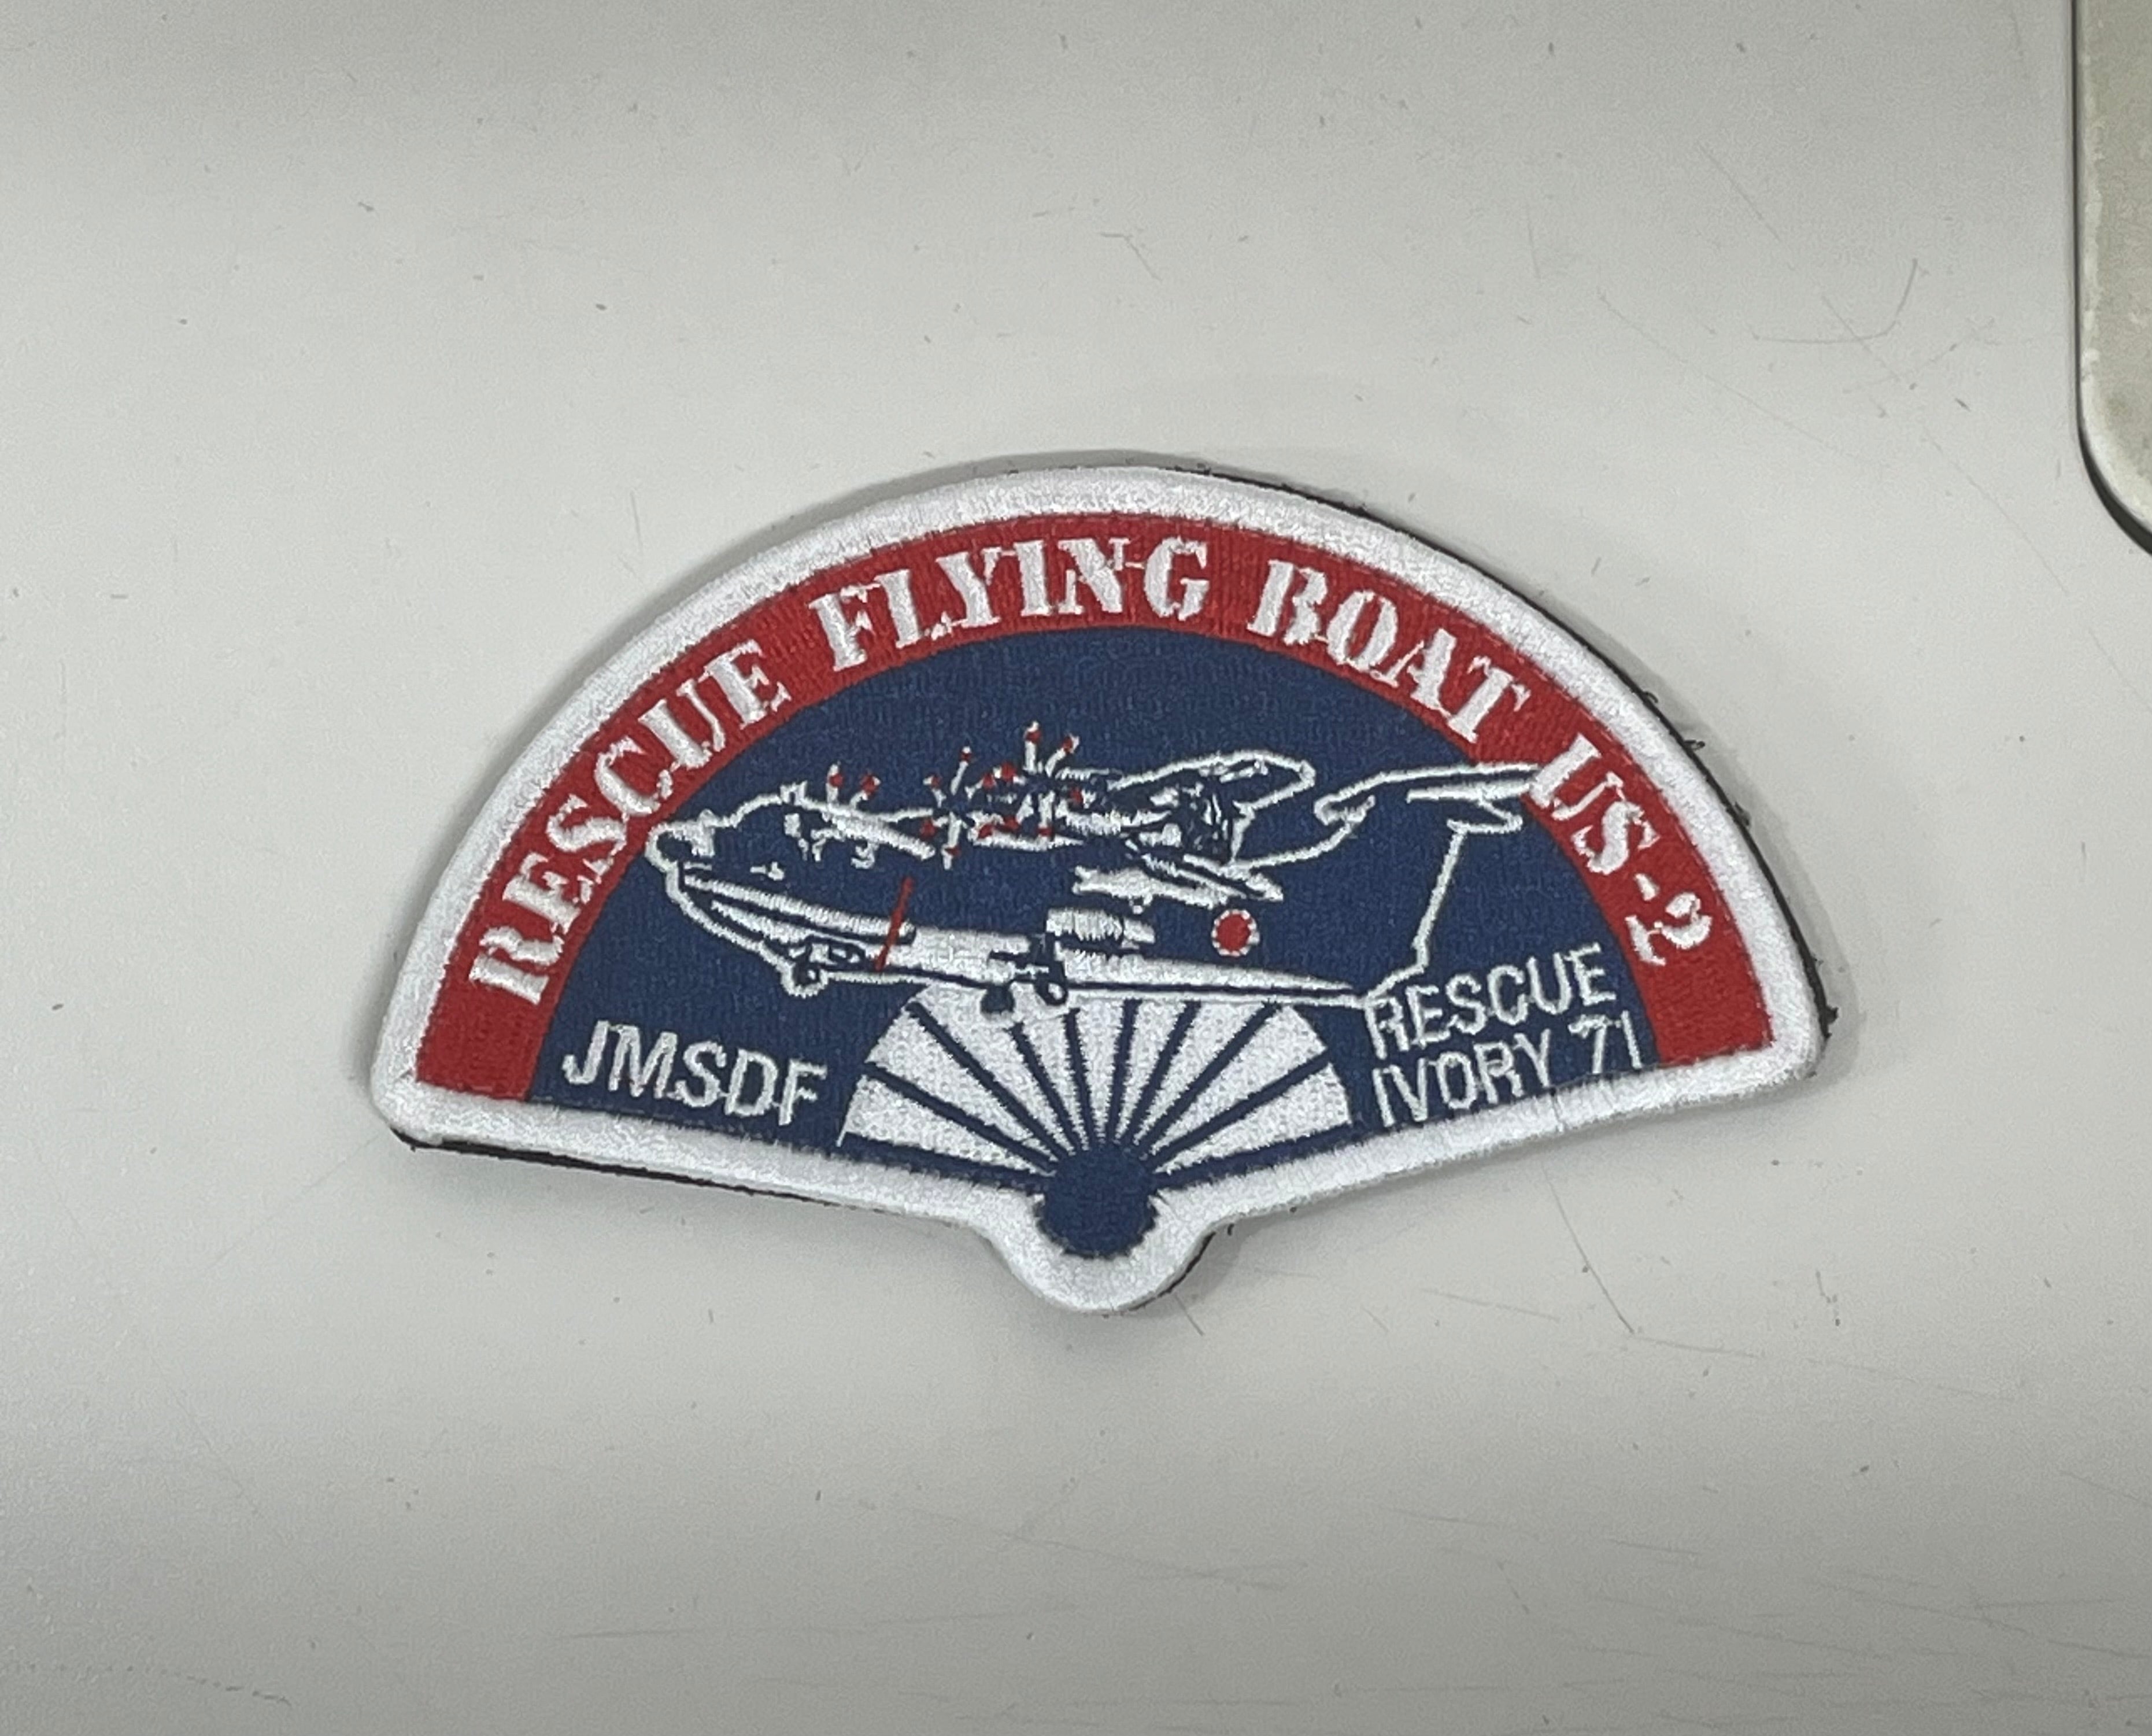 RESCUE FLYING BOAT US-2
JMSDF
RESCUE
IVORY 71